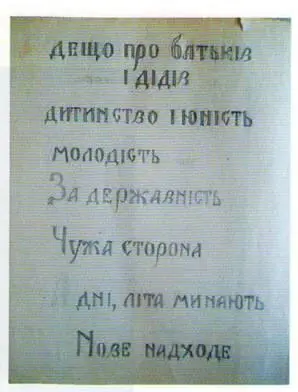 ДЕЩО ПРО БАТЬКІВ
І ДІДІВ
ДИТИНСТВО І ЮНІСТЬ
МОЛОДІСТЬ
ЗА ДЕРЖАВНІСТЬ
ЧУЖА СТОРОНА
ДНІ, ЛІТА МИНАЮТЬ
НОВЕ НАДХОДЕ